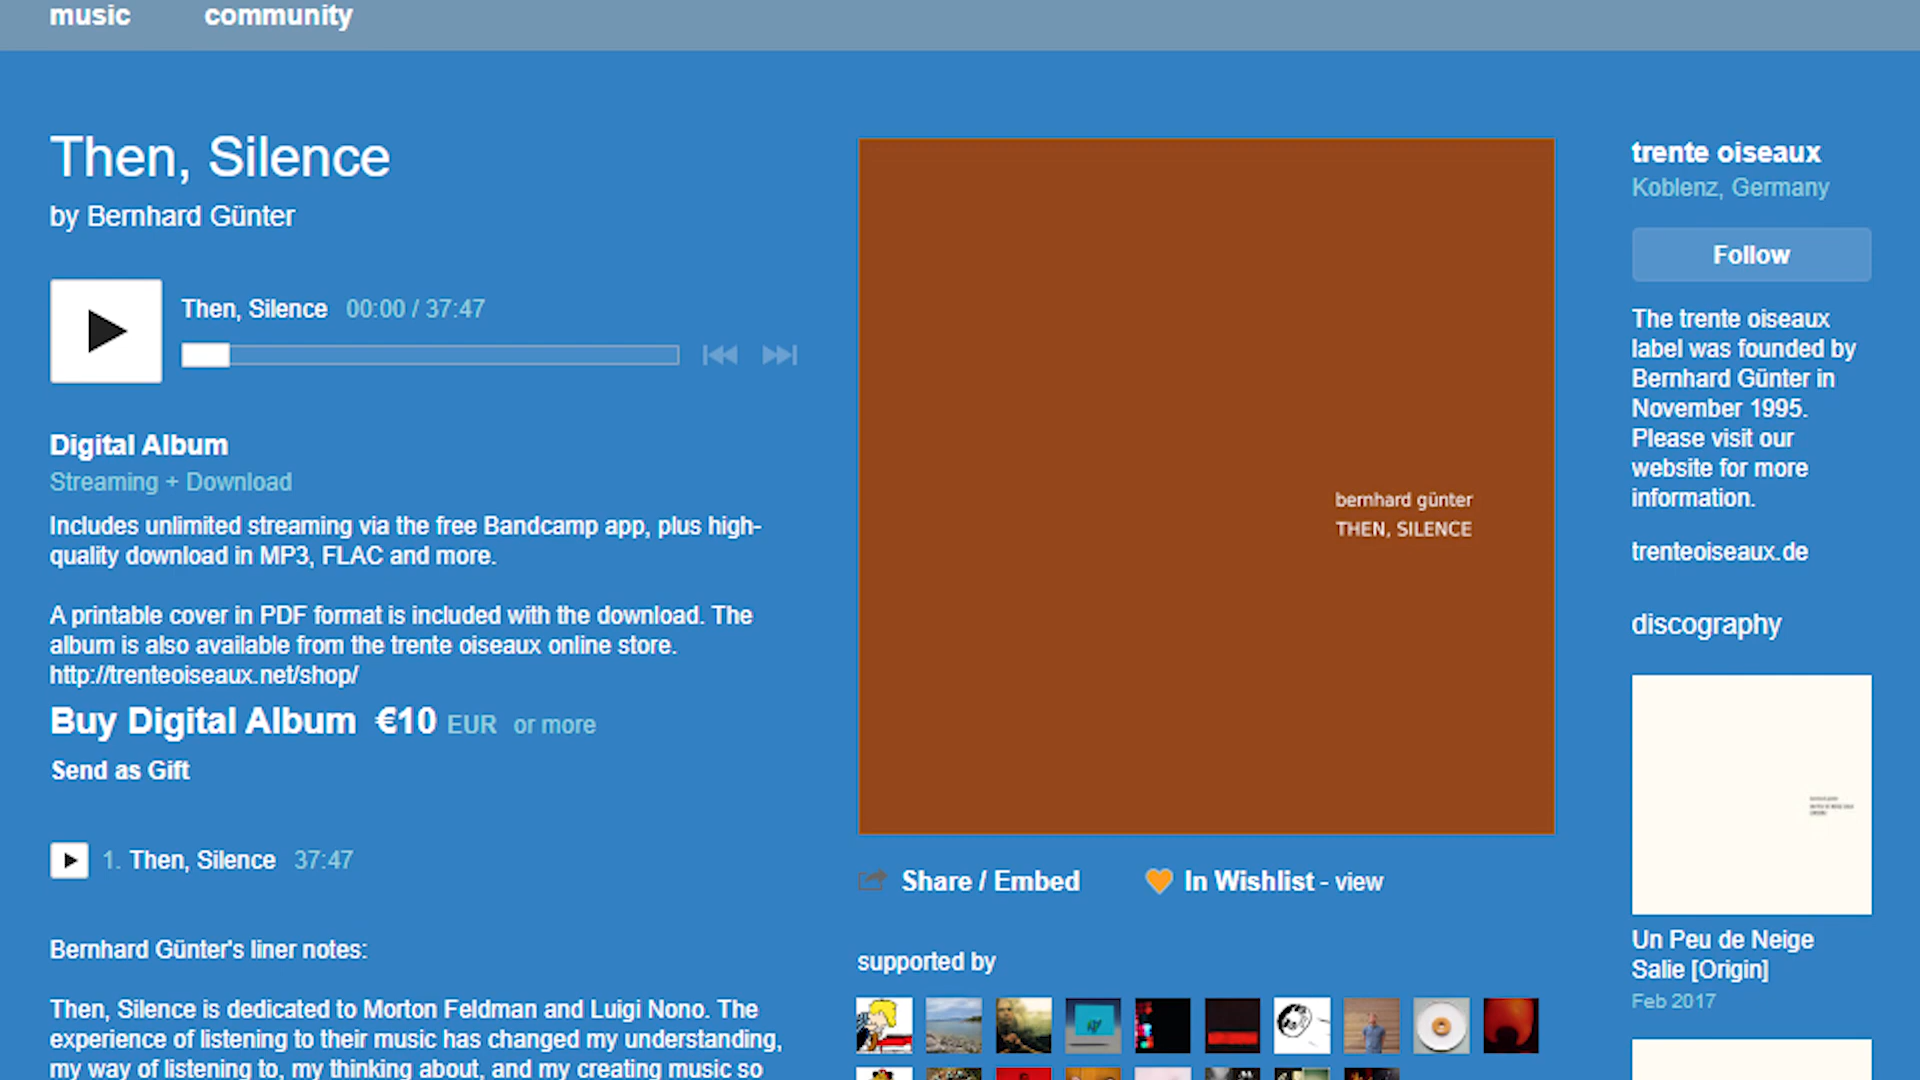 music community
Then, Silence
by Bernhard Günter
Then, Silence 00:00 / 37:47
Digital Album
Streaming + Download
Includes unlimited streaming via the free Bandcamp app, plus high-
quality download in MP3, FLAC and more.
A printable cover in PDF format is included with the download. The
album is also available from the trente oiseaux online store.
http://trenteoiseaux.net/shop/
Buy Digital Album €10 EUR or more
Send as Gift
1. Then, Silence 37:47
Bernhard Günter's liner notes:
Then, Silence is dedicated to Morton Feldman and Luigi Nono. The
experience of listening to their music has changed my understanding,
my way of listening to, my thinking about, and my creating music so
bernhard günter
THEN, SILENCE
Share / Embed
In Wishlist - view
supported by
trente oiseaux
Koblenz, Germany
Follow
The trente oiseaux
label was founded by
Bernhard Günter in
November 1995.
Please visit our
website for more
information.
trenteoiseaux.de
discography
Un Peu de Neige
Salie [Origin]
Feb 2017